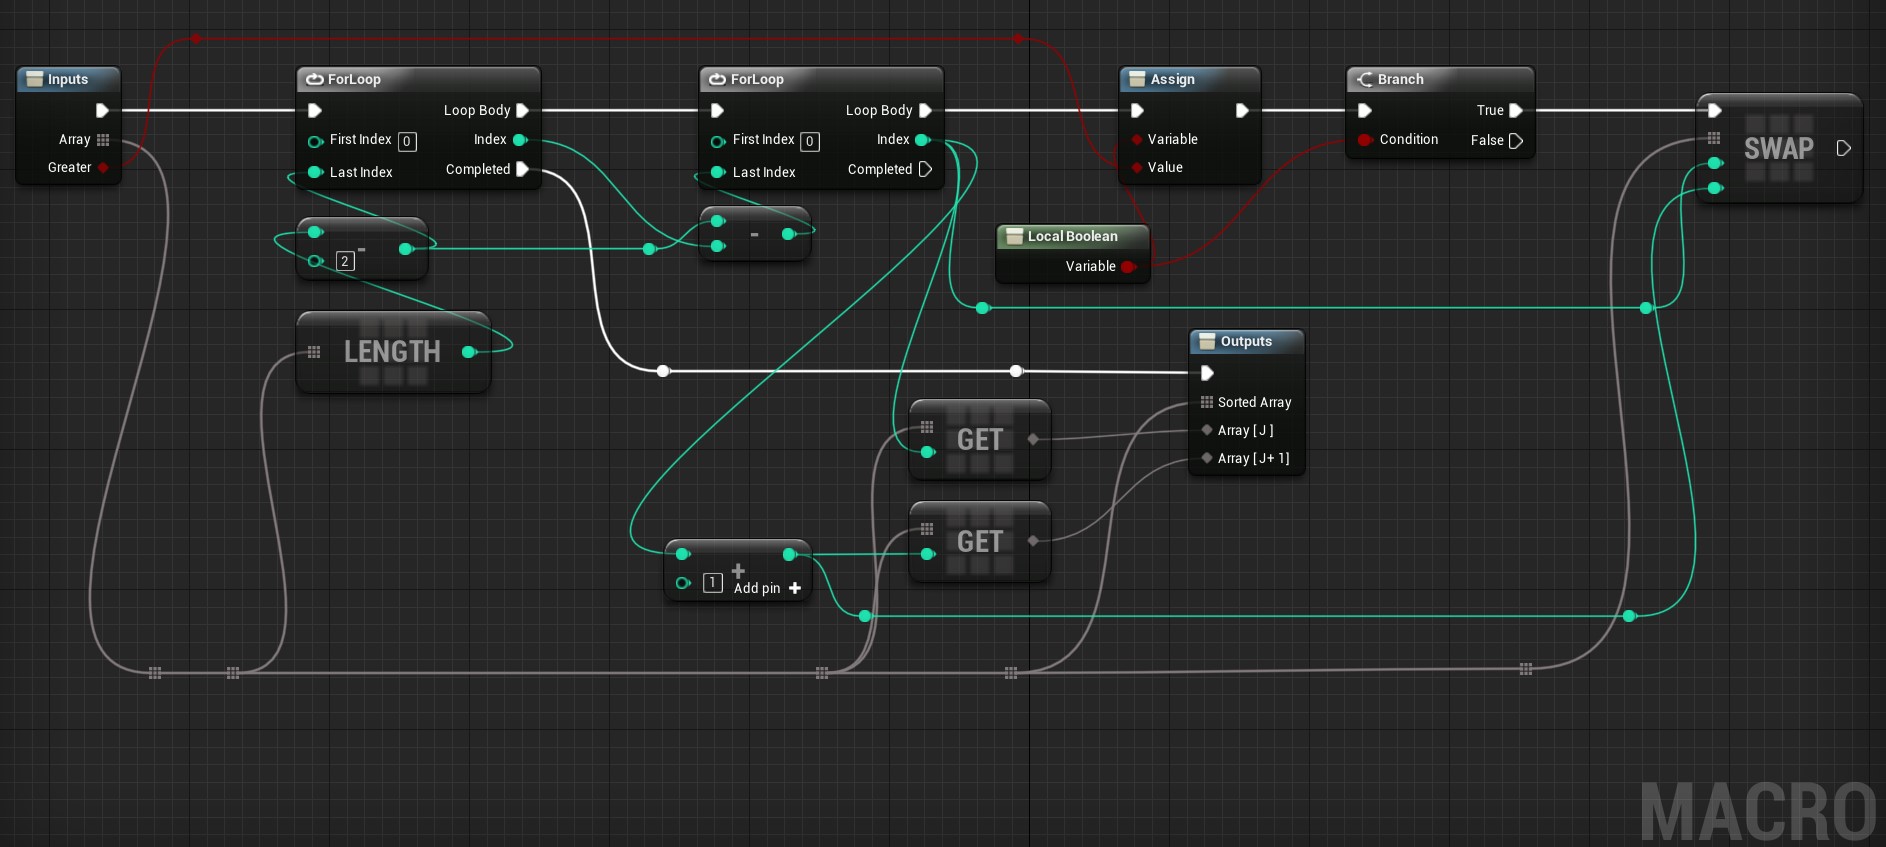 Inputs
Array
Greater
ForLoop
Loop Body
First Index 0
Index
Last Index
Completed
ForLoop
Loop Body
First Index 0
Index
Last Index
Completed
Assign
Variable
Value
Branch
True
Condition
False
SWAP
-
2
-
Local Boolean
Variable
LENGTH
Outputs
Sorted Array
Array [ J ]
Array [ J+ 1]
GET
GET
+
1
Add pin +
MACRO